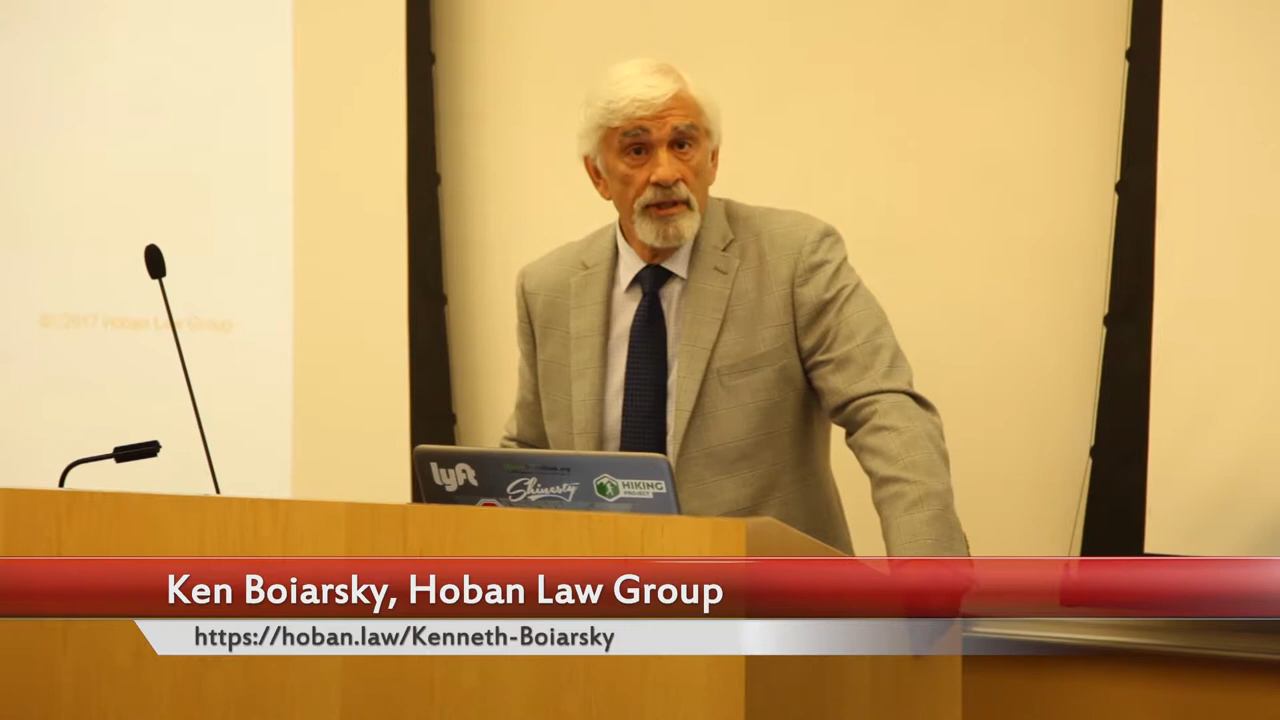 © 2017 Hoban Law Group
lyft
Shinesty
HIKING
PROJECT
Ken Boiarsky, Hoban Law Group
https://hoban.law/Kenneth-Boiarsky